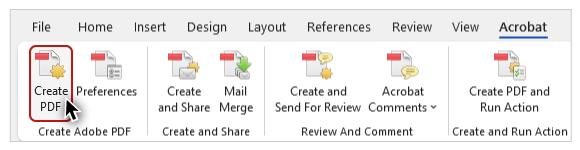 File Home Insert Design Layout References Review View Acrobat
Create PDF
Preferences
Create and Share
Mail Merge
Create and Send For Review
Acrobat Comments
Create PDF and Run Action
Create Adobe PDF
Create and Share
Review And Comment
Create and Run Action